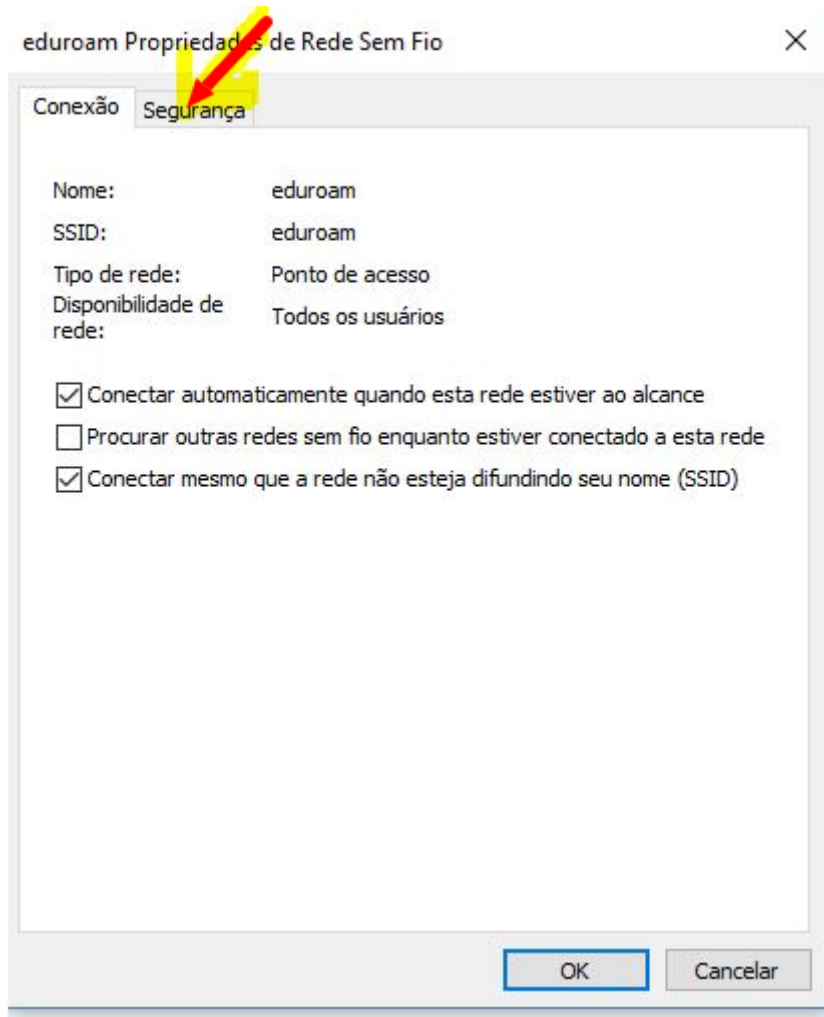 eduroam Propriedades de Rede Sem Fio
Conexão Segurança
Nome: eduroam
SSID: eduroam
Tipo de rede: Ponto de acesso
Disponibilidade de
rede: Todos os usuários
Conectar automaticamente quando esta rede estiver ao alcance
Procurar outras redes sem fio enquanto estiver conectado a esta rede
Conectar mesmo que a rede não esteja difundindo seu nome (SSID)
OK Cancelar